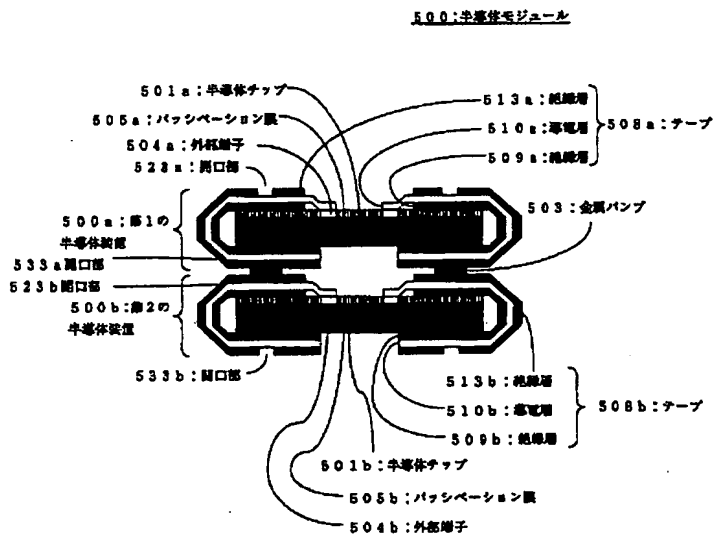 500:半導体モジュール
501a:半導体チップ
505a:パッシベーション膜
504a:外部端子
523a:開口部
500a:第1の
半導体装置
533a開口部
523b開口部
500b:第2の
半導体装置
533b:開口部
513a:絶縁層
510a:導電層
509a:絶縁層
508a:テープ
503:金属バンプ
513b:絶縁層
510b:導電層
509b:絶縁層
508b:テープ
501b:半導体チップ
505b:パッシベーション膜
504b:外部端子